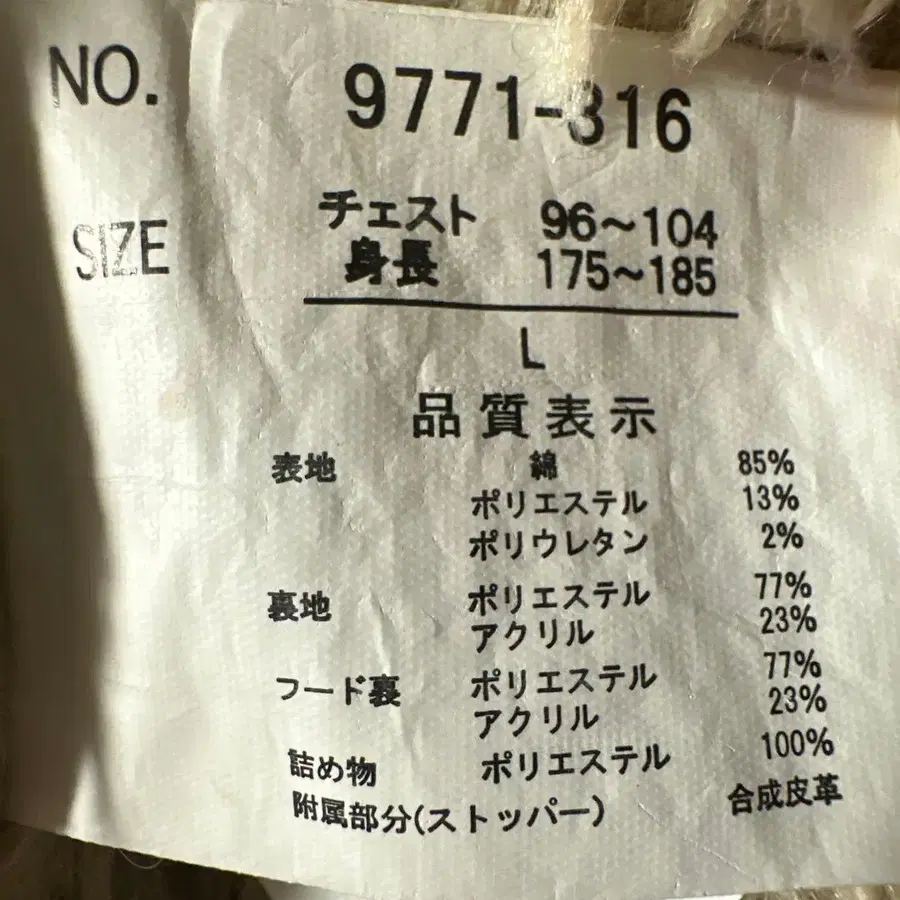 NO. 9771-316
SIZE
チェスト 96～104
身長 175～185
L
品質表示
表地 綿 85%
ポリエステル 13%
ポリウレタン 2%
裏地 ポリエステル 77%
アクリル 23%
フード裏 ポリエステル 77%
アクリル 23%
詰め物 ポリエステル 100%
附属部分(ストッパー) 合成皮革